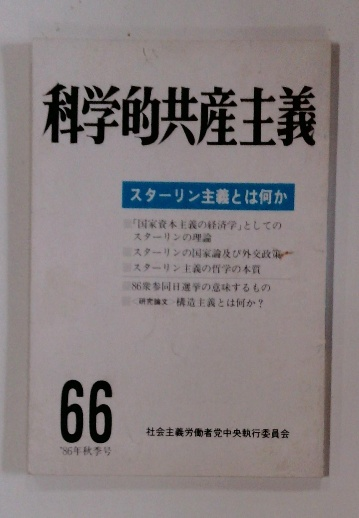 科学的共産主義
スターリン主義とは何か
「国家資本主義の経済学」としての
スターリンの理論
スターリンの国家論及び外交政策
スターリン主義の哲学の本質
86衆参同日選挙の意味するもの
〈研究論文〉構造主義とは何か?
66
'86年秋季号
社会主義労働者党中央執行委員会